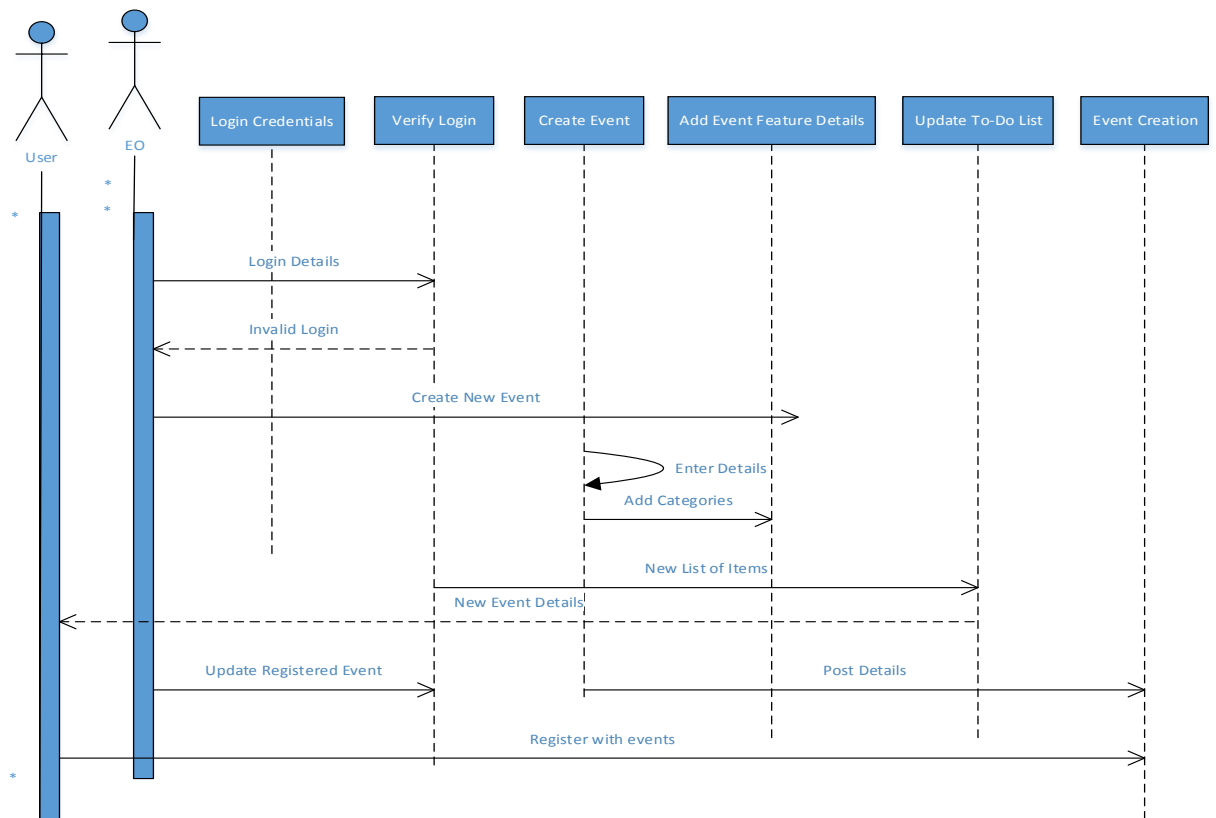 User
EO
Login Credentials
Verify Login
Create Event
Add Event Feature Details
Update To-Do List
Event Creation
*
*
*
Login Details
Invalid Login
Create New Event
Enter Details
Add Categories
New List of Items
New Event Details
Update Registered Event
Post Details
Register with events
*